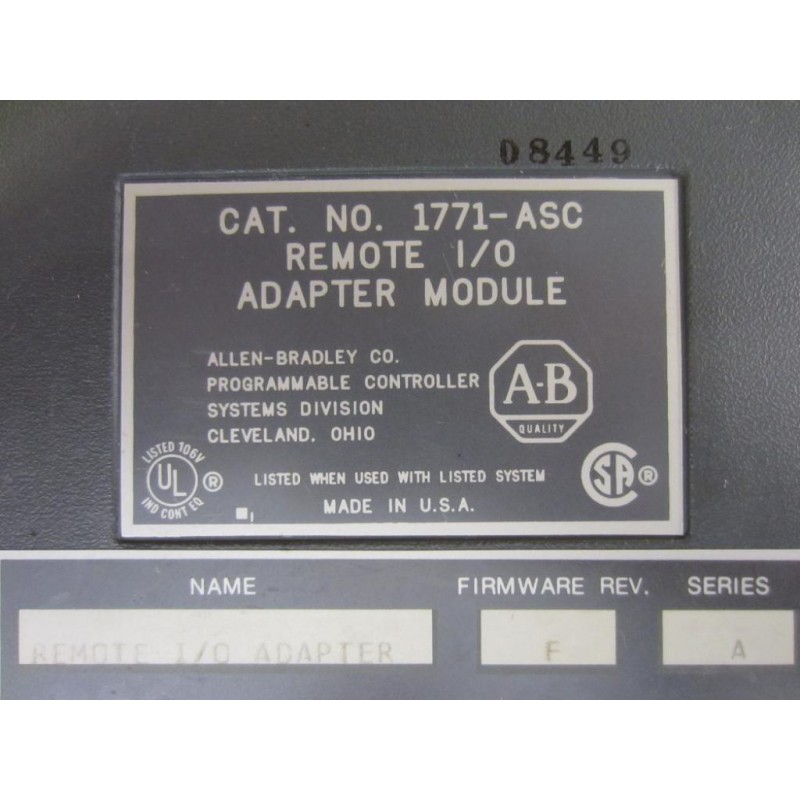 08449
CAT. NO. 1771-ASC
REMOTE I/O
ADAPTER MODULE
ALLEN-BRADLEY CO.
PROGRAMMABLE CONTROLLER
SYSTEMS DIVISION
CLEVELAND, OHIO
A-B
QUALITY
LISTED 706V
UL ®
IND CONT EQ
LISTED WHEN USED WITH LISTED SYSTEM
SA ®
MADE IN U.S.A.
NAME FIRMWARE REV. SERIES
REMOTE I/O ADAPTER F A